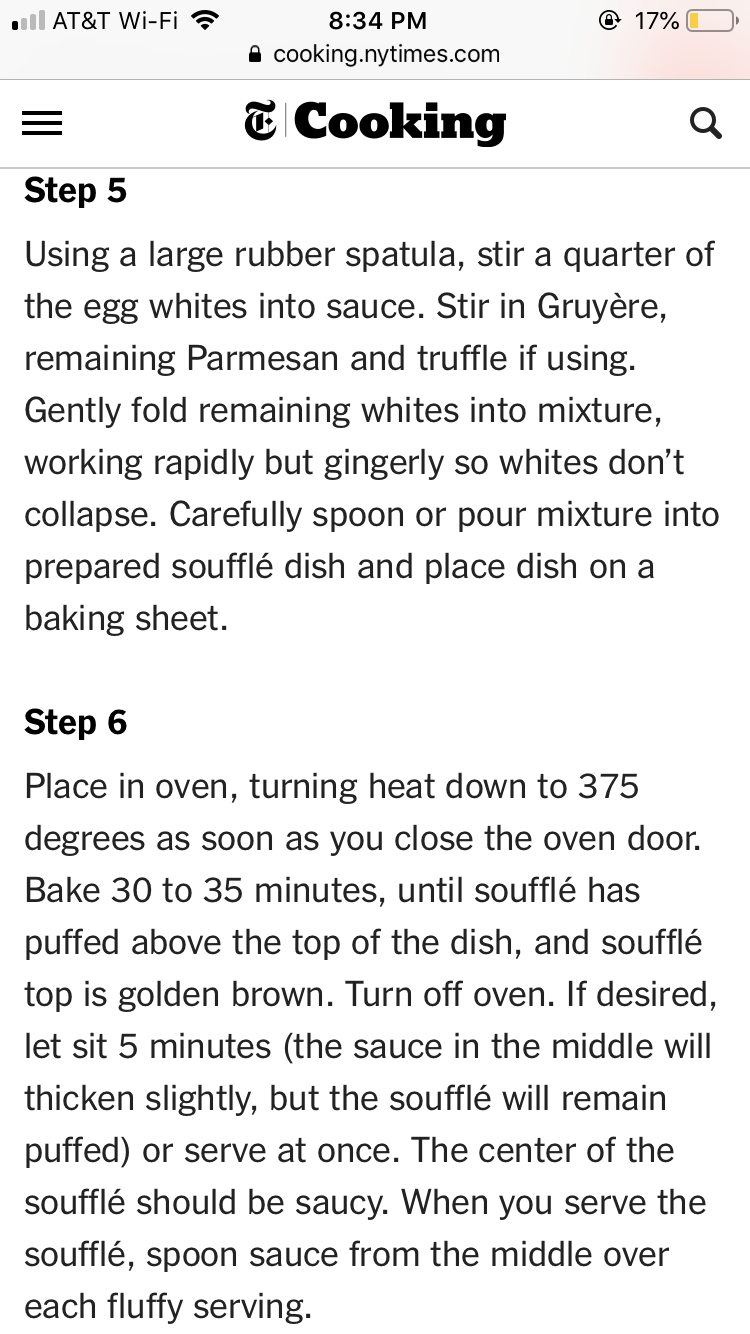 AT&T Wi-Fi 8:34 PM 17%
cooking.nytimes.com
T Cooking
Step 5
Using a large rubber spatula, stir a quarter of
the egg whites into sauce. Stir in Gruyère,
remaining Parmesan and truffle if using.
Gently fold remaining whites into mixture,
working rapidly but gingerly so whites don’t
collapse. Carefully spoon or pour mixture into
prepared soufflé dish and place dish on a
baking sheet.
Step 6
Place in oven, turning heat down to 375
degrees as soon as you close the oven door.
Bake 30 to 35 minutes, until soufflé has
puffed above the top of the dish, and soufflé
top is golden brown. Turn off oven. If desired,
let sit 5 minutes (the sauce in the middle will
thicken slightly, but the soufflé will remain
puffed) or serve at once. The center of the
soufflé should be saucy. When you serve the
soufflé, spoon sauce from the middle over
each fluffy serving.